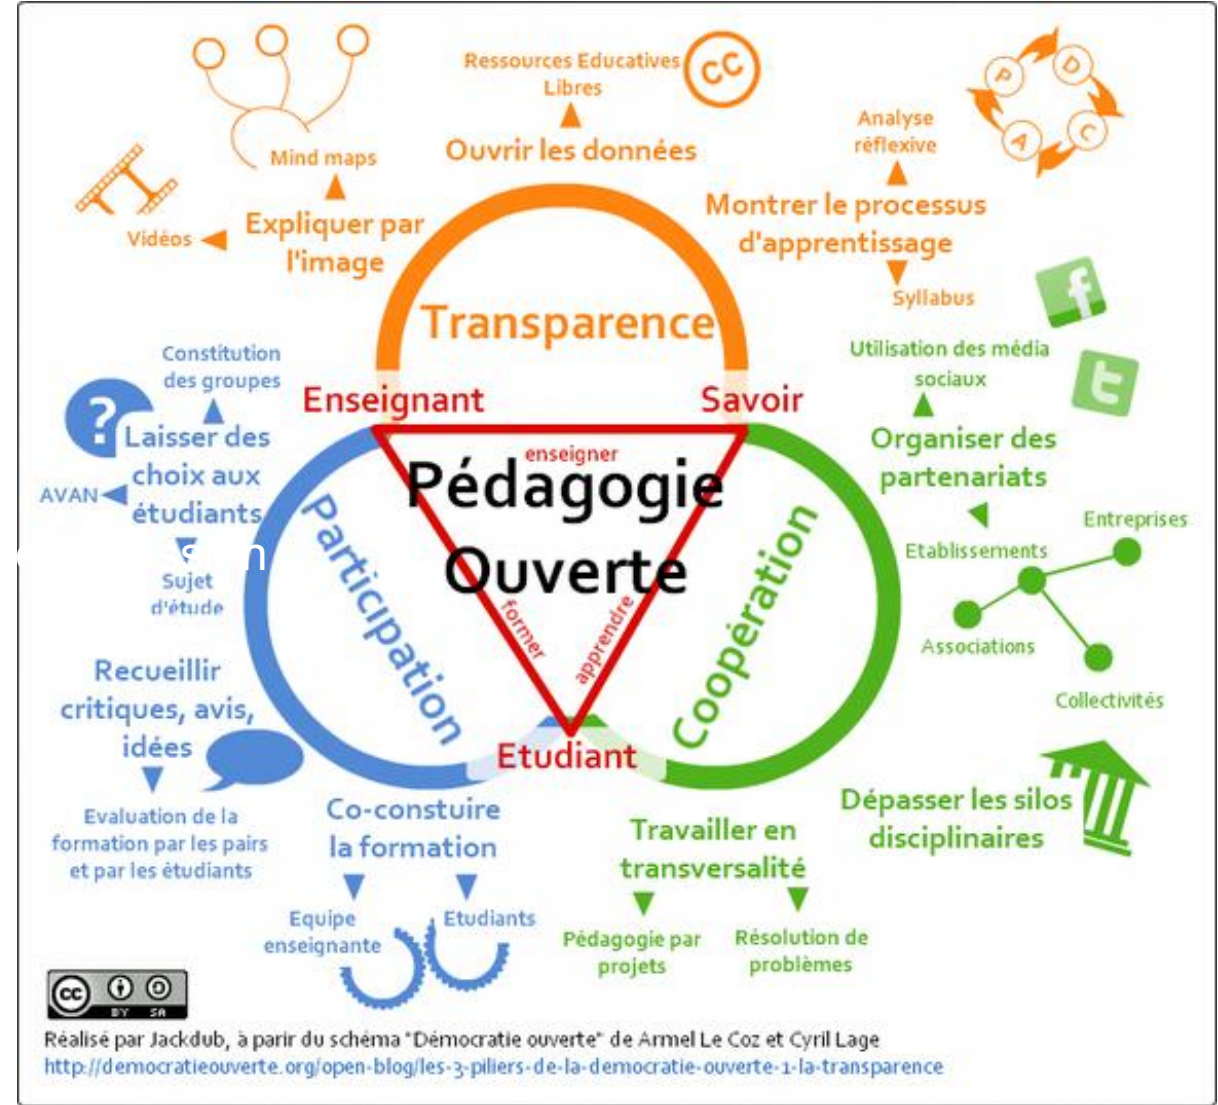 Ressources Educatives
Libres
CC
Ouvrir les données
Mind maps
Vidéos
Expliquer par
l'image
Analyse
réflexive
P
D
C
A
Montrer le processus
d'apprentissage
Syllabus
Transparence
Enseignant
Savoir
enseigner
Pédagogie
Ouverte
former
apprendre
Etudiant
Participation
Coopération
Constitution
des groupes
?
Laisser des
choix aux
étudiants
AVAN
Sujet
d'étude
Recueillir
critiques, avis,
idées
Evaluation de la
formation par les pairs
et par les étudiants
Co-constuire
la formation
Equipe
enseignante
Etudiants
f
t
Utilisation des média
sociaux
Organiser des
partenariats
Entreprises
Etablissements
Associations
Collectivités
Dépasser les silos
disciplinaires
Travailler en
transversalité
Pédagogie par
projets
Résolution de
problèmes
cc
BY SA
Réalisé par Jackdub, à parir du schéma "Démocratie ouverte" de Armel Le Coz et Cyril Lage
http://democratieouverte.org/open-blog/les-3-piliers-de-la-democratie-ouverte-1-la-transparence